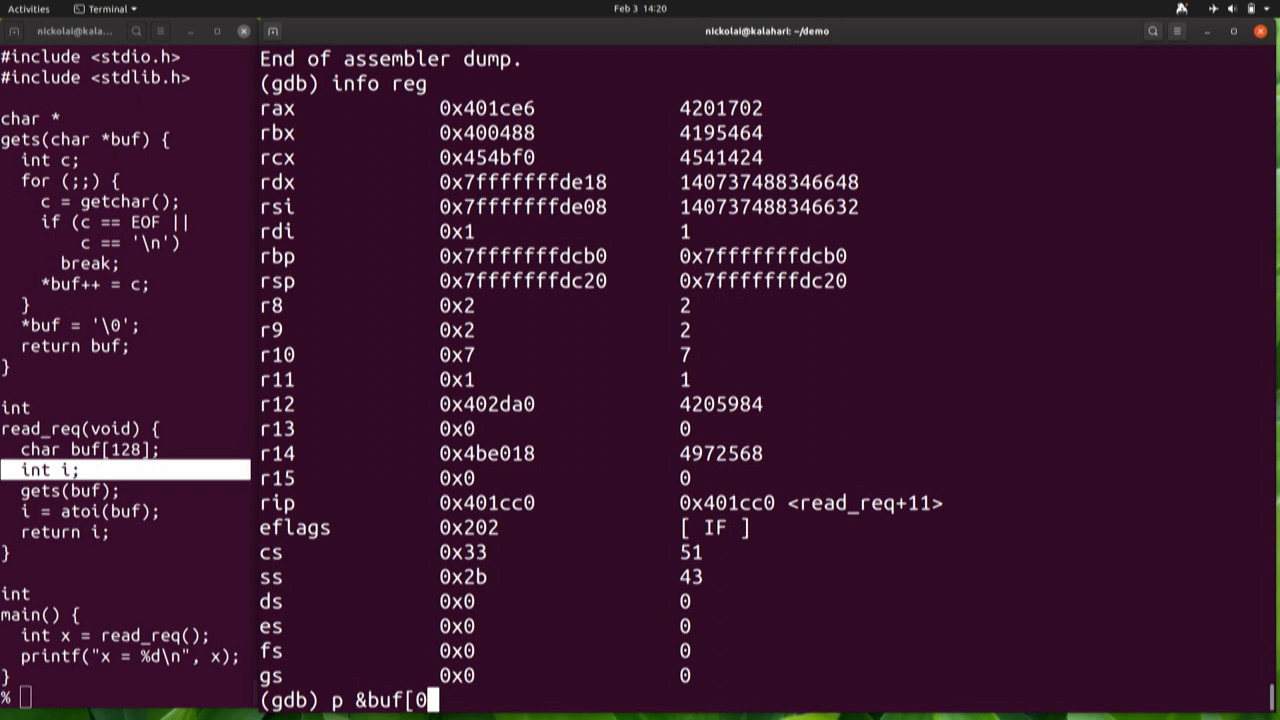 Activities Terminal Feb 3 14:20
nickolai@kala...
#include <stdio.h>
#include <stdlib.h>
char *
gets(char *buf) {
int c;
for (;;) {
c = getchar();
if (c == EOF ||
c == '\n')
break;
*buf++ = c;
}
*buf = '\0';
return buf;
}
int
read_req(void) {
char buf[128];
int i;
gets(buf);
i = atoi(buf);
return i;
}
int
main() {
int x = read_req();
printf("x = %d\n", x);
}
%
nickolai@kalahari: ~/demo
End of assembler dump.
(gdb) info reg
rax 0x401ce6 4201702
rbx 0x400488 4195464
rcx 0x454bf0 4541424
rdx 0x7fffffffde18 140737488346648
rsi 0x7fffffffde08 140737488346632
rdi 0x1 1
rbp 0x7fffffffdcb0 0x7fffffffdcb0
rsp 0x7fffffffdc20 0x7fffffffdc20
r8 0x2 2
r9 0x2 2
r10 0x7 7
r11 0x1 1
r12 0x402da0 4205984
r13 0x0 0
r14 0x4be018 4972568
r15 0x0 0
rip 0x401cc0 0x401cc0 <read_req+11>
eflags 0x202 [ IF ]
cs 0x33 51
ss 0x2b 43
ds 0x0 0
es 0x0 0
fs 0x0 0
gs 0x0 0
(gdb) p &buf[0